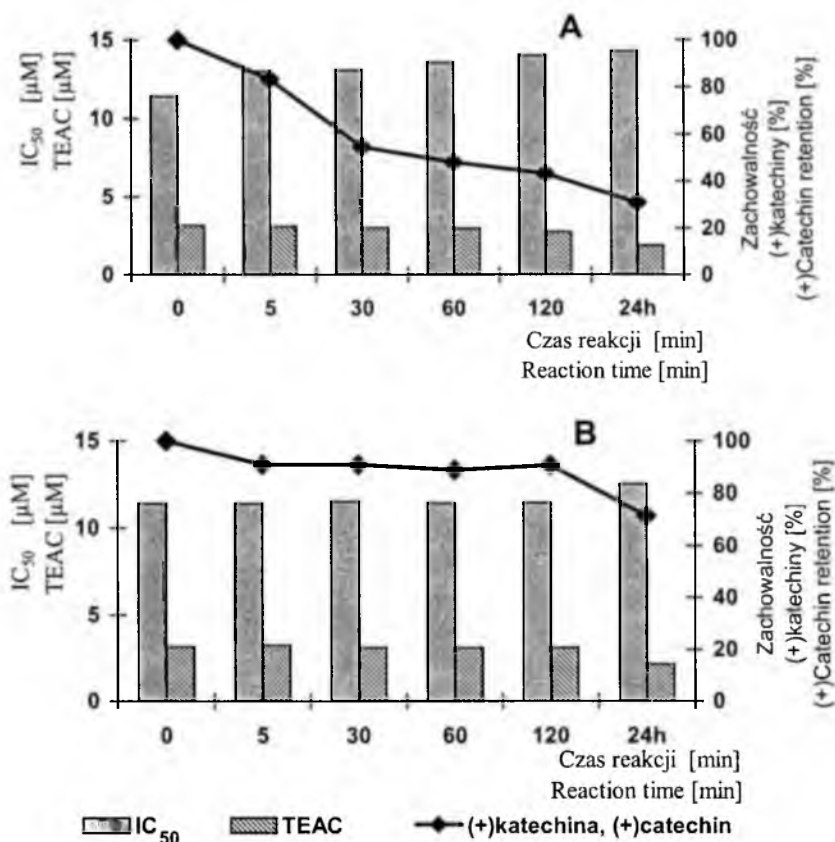 A
IC50 [µM]
TEAC [µM]
15
10
5
0
100
80
60
40
20
0
Zachowalność
(+)katechiny [%]
(+)Catechin retention [%]
0 5 30 60 120 24h
Czas reakcji [min]
Reaction time [min]
B
IC50 [µM]
TEAC [µM]
15
10
5
0
100
80
60
40
20
0
Zachowalność
(+)katechiny [%]
(+)Catechin retention [%]
0 5 30 60 120 24h
Czas reakcji [min]
Reaction time [min]
IC50 TEAC (+)katechina, (+)catechin